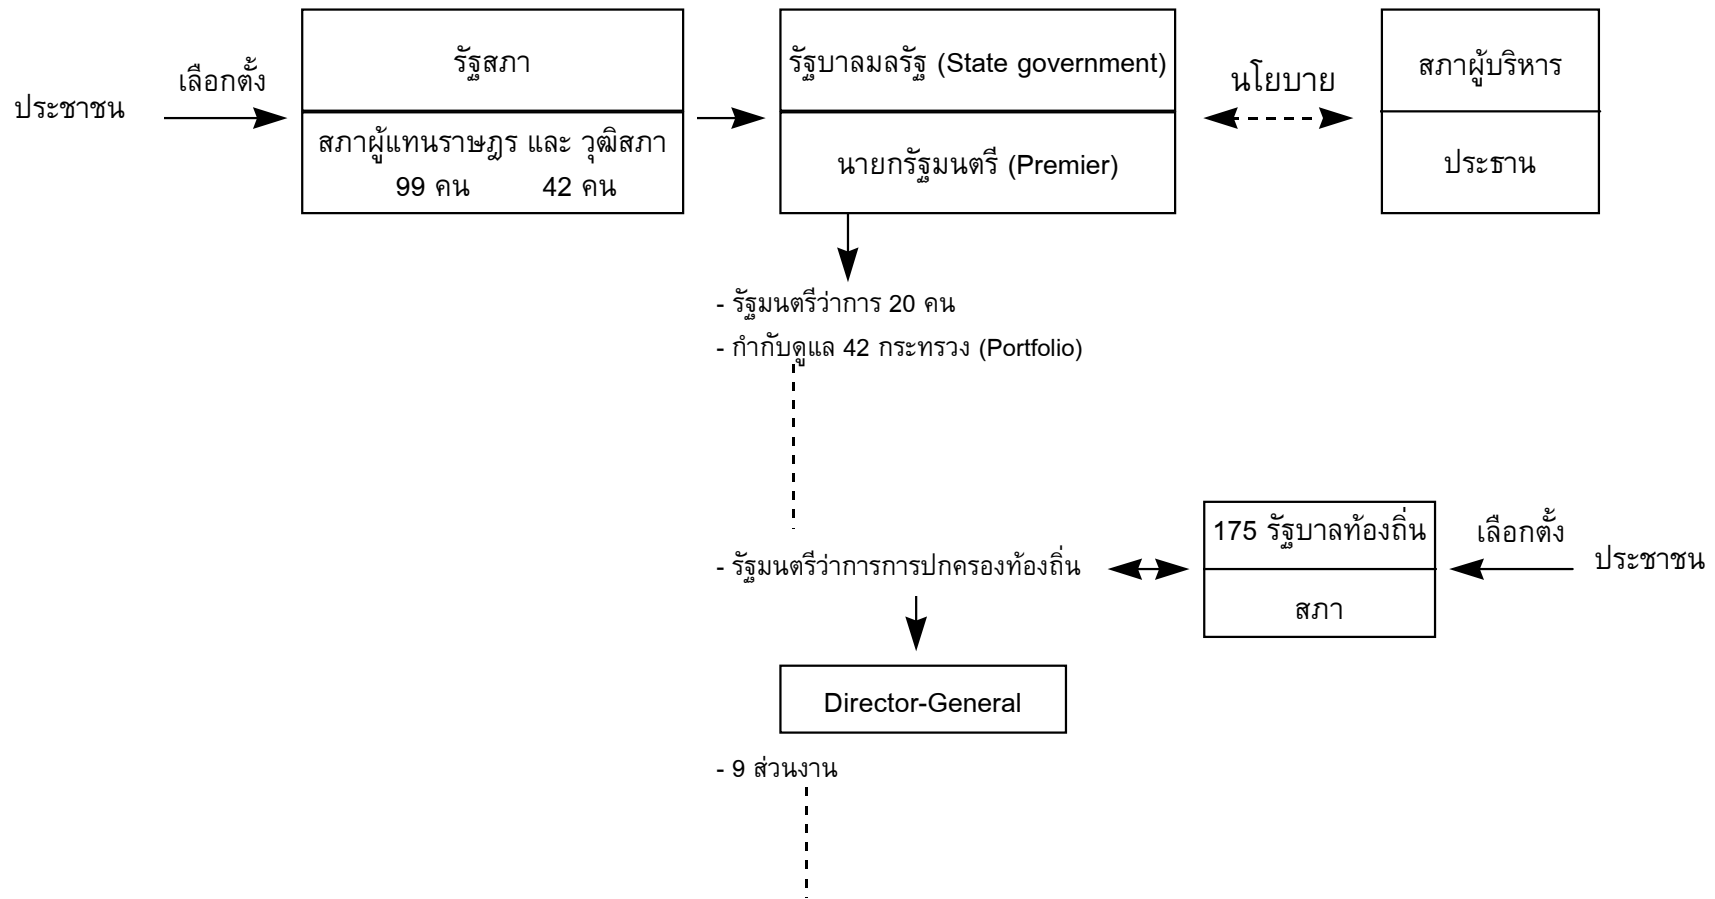 ประชาชน
เลือกตั้ง
รัฐสภา
สภาผู้แทนราษฎร และ วุฒิสภา
99 คน 42 คน
รัฐบาลมลรัฐ (State government)
นายกรัฐมนตรี (Premier)
นโยบาย
สภาผู้บริหาร
ประธาน
- รัฐมนตรีว่าการ 20 คน
- กำกับดูแล 42 กระทรวง (Portfolio)
- รัฐมนตรีว่าการการปกครองท้องถิ่น
175 รัฐบาลท้องถิ่น
สภา
เลือกตั้ง
ประชาชน
Director-General
- 9 ส่วนงาน